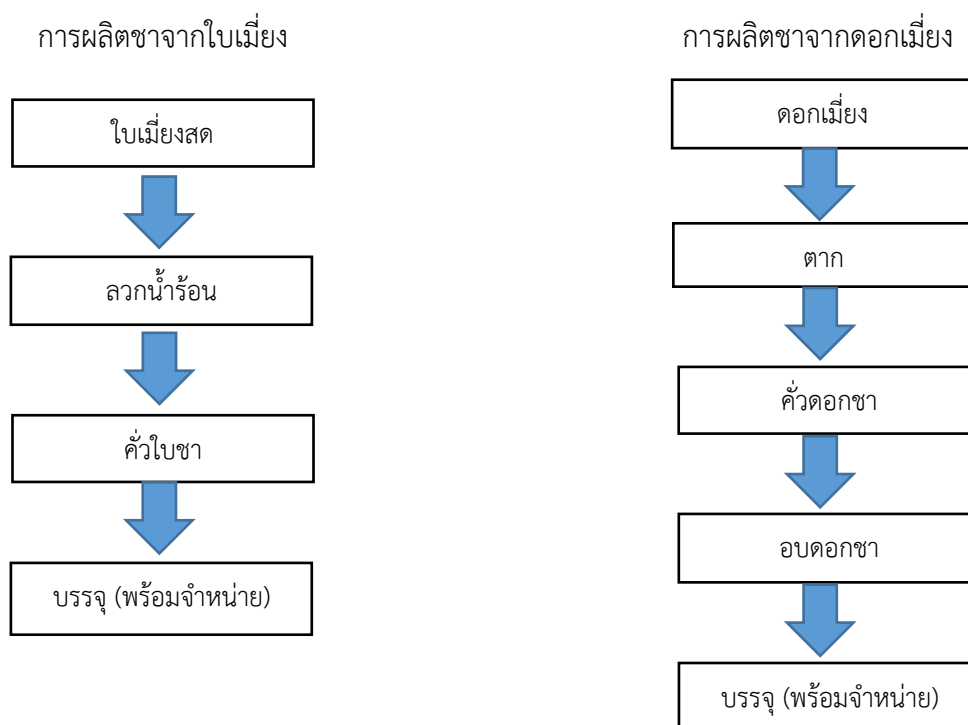 การผลิตชาจากใบเมี่ยง
ใบเมี่ยงสด
ลวกน้ำร้อน
คั่วใบชา
บรรจุ (พร้อมจำหน่าย)
การผลิตชาจากดอกเมี่ยง
ดอกเมี่ยง
ตาก
คั่วดอกชา
อบดอกชา
บรรจุ (พร้อมจำหน่าย)